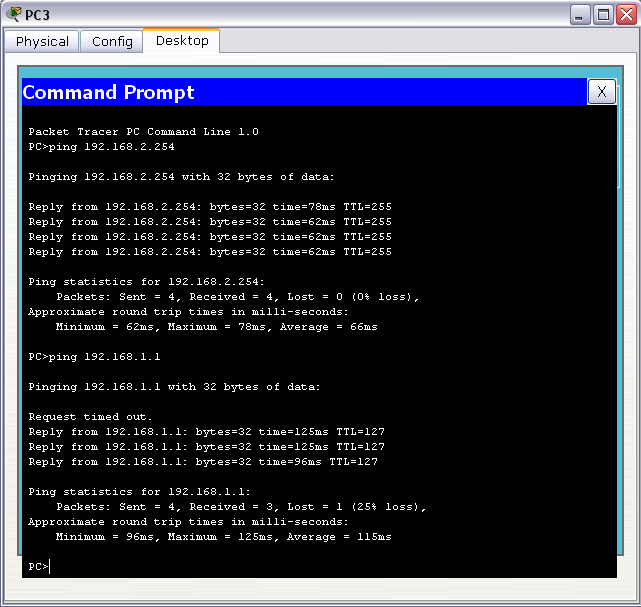 PC3
Physical Config Desktop
Command Prompt X
Packet Tracer PC Command Line 1.0
PC>ping 192.168.2.254
Pinging 192.168.2.254 with 32 bytes of data:
Reply from 192.168.2.254: bytes=32 time=78ms TTL=255
Reply from 192.168.2.254: bytes=32 time=62ms TTL=255
Reply from 192.168.2.254: bytes=32 time=62ms TTL=255
Reply from 192.168.2.254: bytes=32 time=62ms TTL=255
Ping statistics for 192.168.2.254:
Packets: Sent = 4, Received = 4, Lost = 0 (0% loss),
Approximate round trip times in milli-seconds:
Minimum = 62ms, Maximum = 78ms, Average = 66ms
PC>ping 192.168.1.1
Pinging 192.168.1.1 with 32 bytes of data:
Request timed out.
Reply from 192.168.1.1: bytes=32 time=125ms TTL=127
Reply from 192.168.1.1: bytes=32 time=125ms TTL=127
Reply from 192.168.1.1: bytes=32 time=96ms TTL=127
Ping statistics for 192.168.1.1:
Packets: Sent = 4, Received = 3, Lost = 1 (25% loss),
Approximate round trip times in milli-seconds:
Minimum = 96ms, Maximum = 125ms, Average = 115ms
PC>